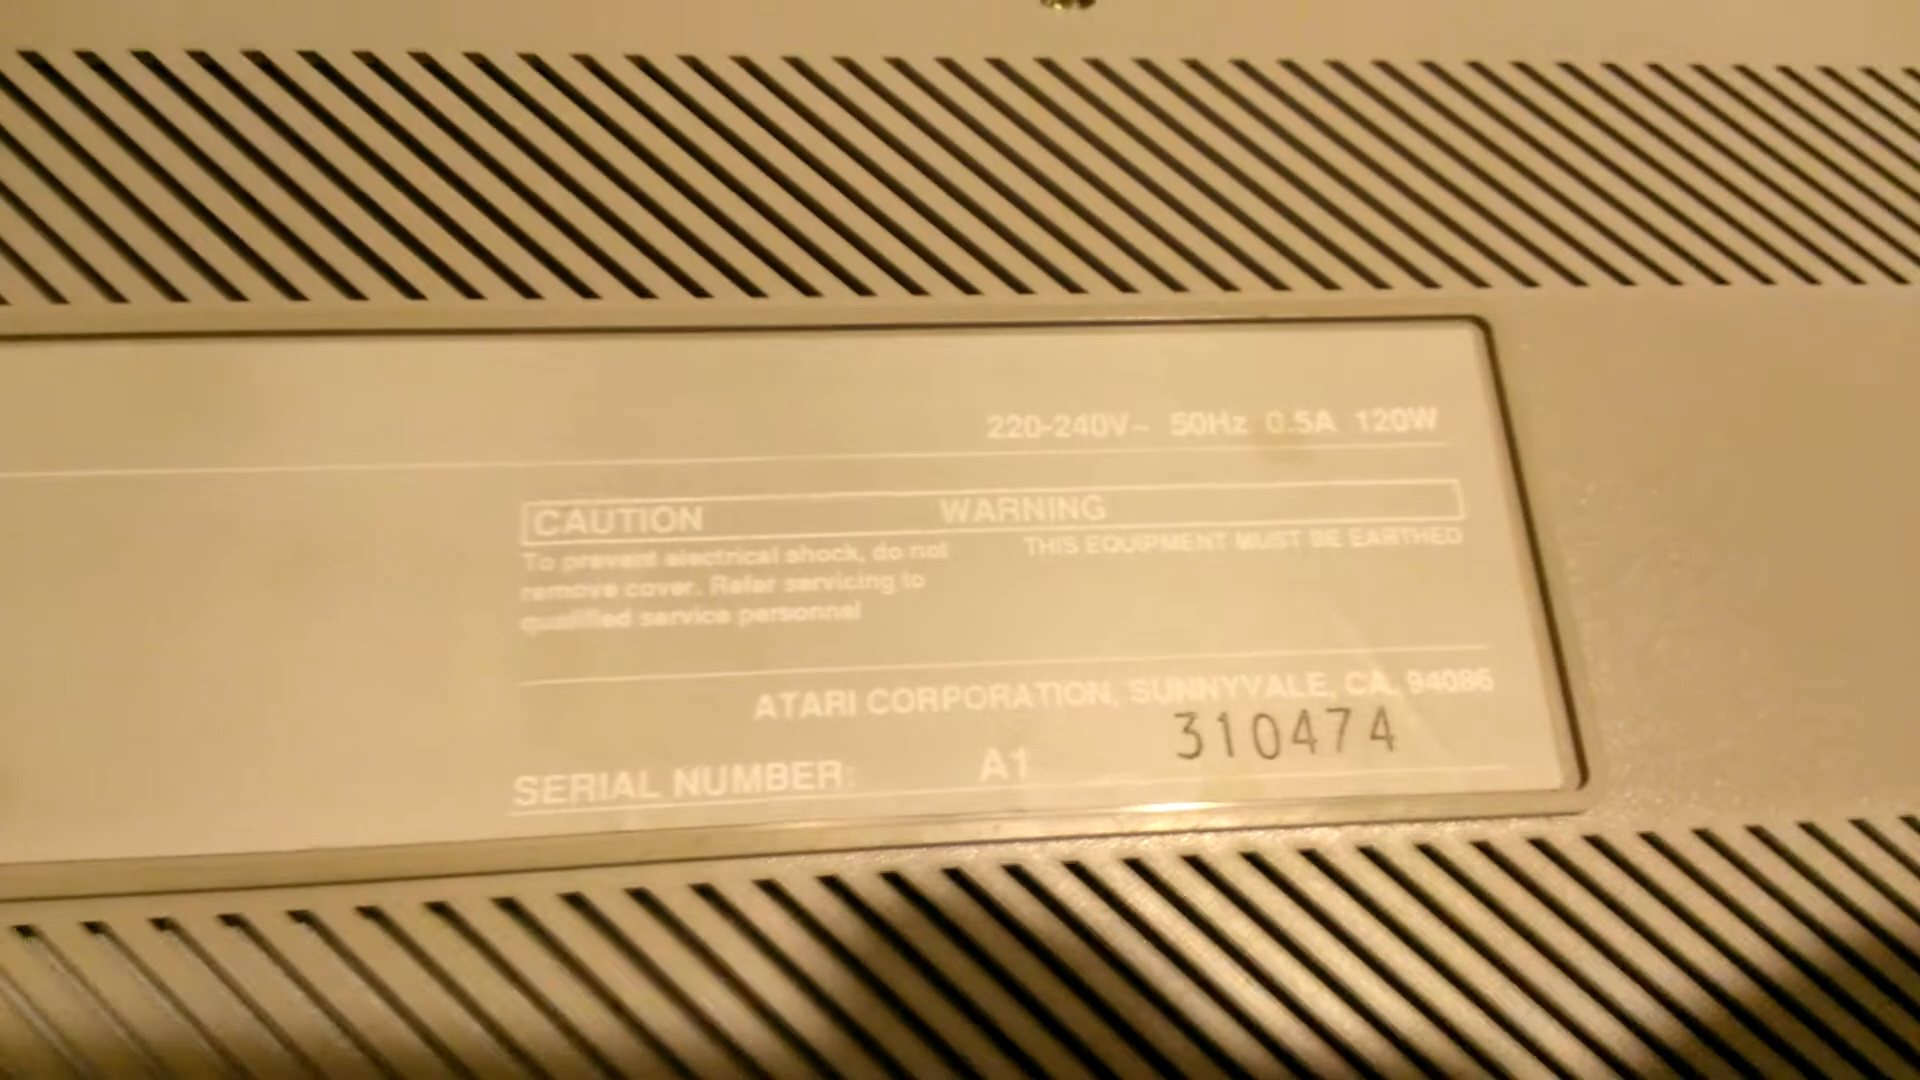 220-240V~ 50Hz 0.5A 120W
CAUTION WARNING
To prevent electrical shock, do not
remove cover. Refer servicing to
qualified service personnel
THIS EQUIPMENT MUST BE EARTHED
ATARI CORPORATION, SUNNYVALE, CA. 94086
SERIAL NUMBER: A1 310474